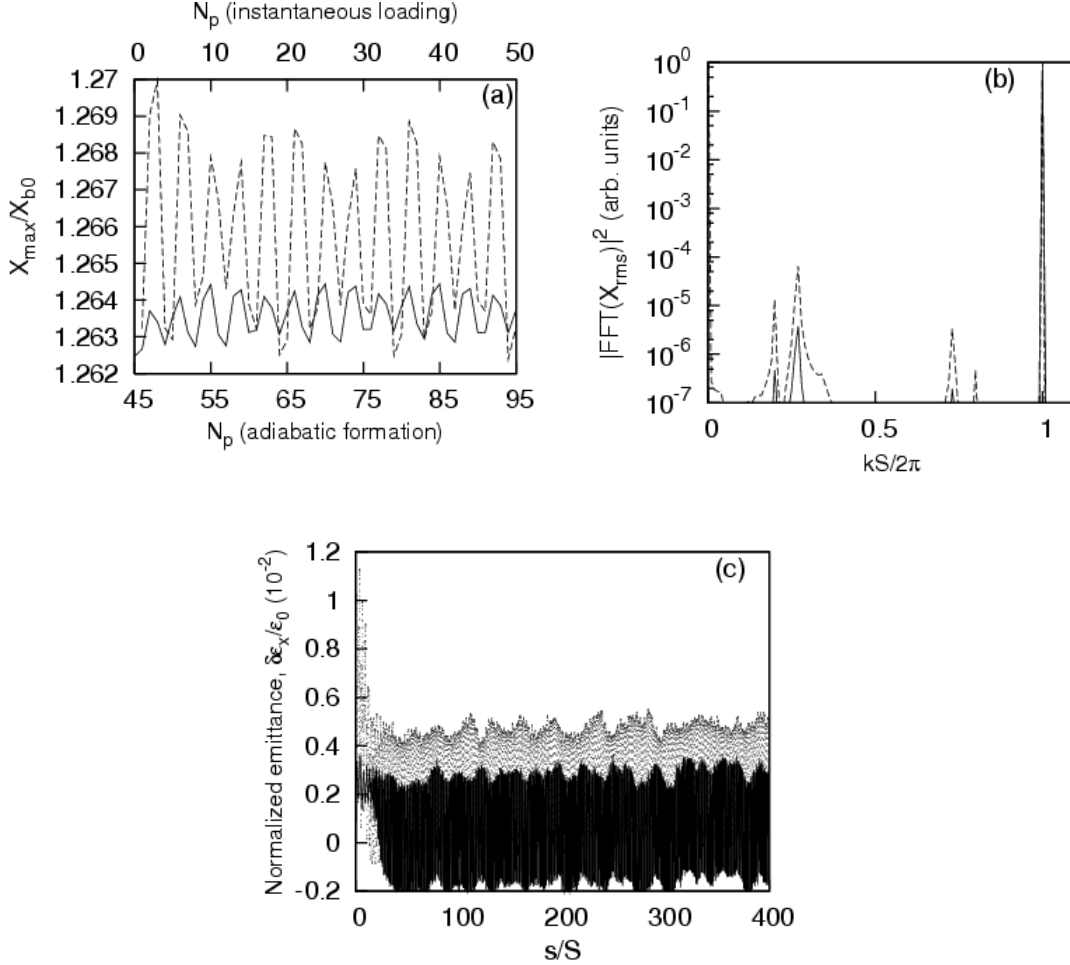 N_p (instantaneous loading)
0 10 20 30 40 50
(a)
1.27
1.269
1.268
1.267
1.266
1.265
1.264
1.263
1.262
X_max/X_b0
45 55 65 75 85 95
N_p (adiabatic formation)
(b)
10^0
10^-1
10^-2
10^-3
10^-4
10^-5
10^-6
10^-7
|FFT(X_rms)|^2 (arb. units)
0 0.5 1
kS/2π
(c)
1.2
1
0.8
0.6
0.4
0.2
0
-0.2
Normalized emittance, δε_x/ε_0 (10^-2)
0 100 200 300 400
s/S